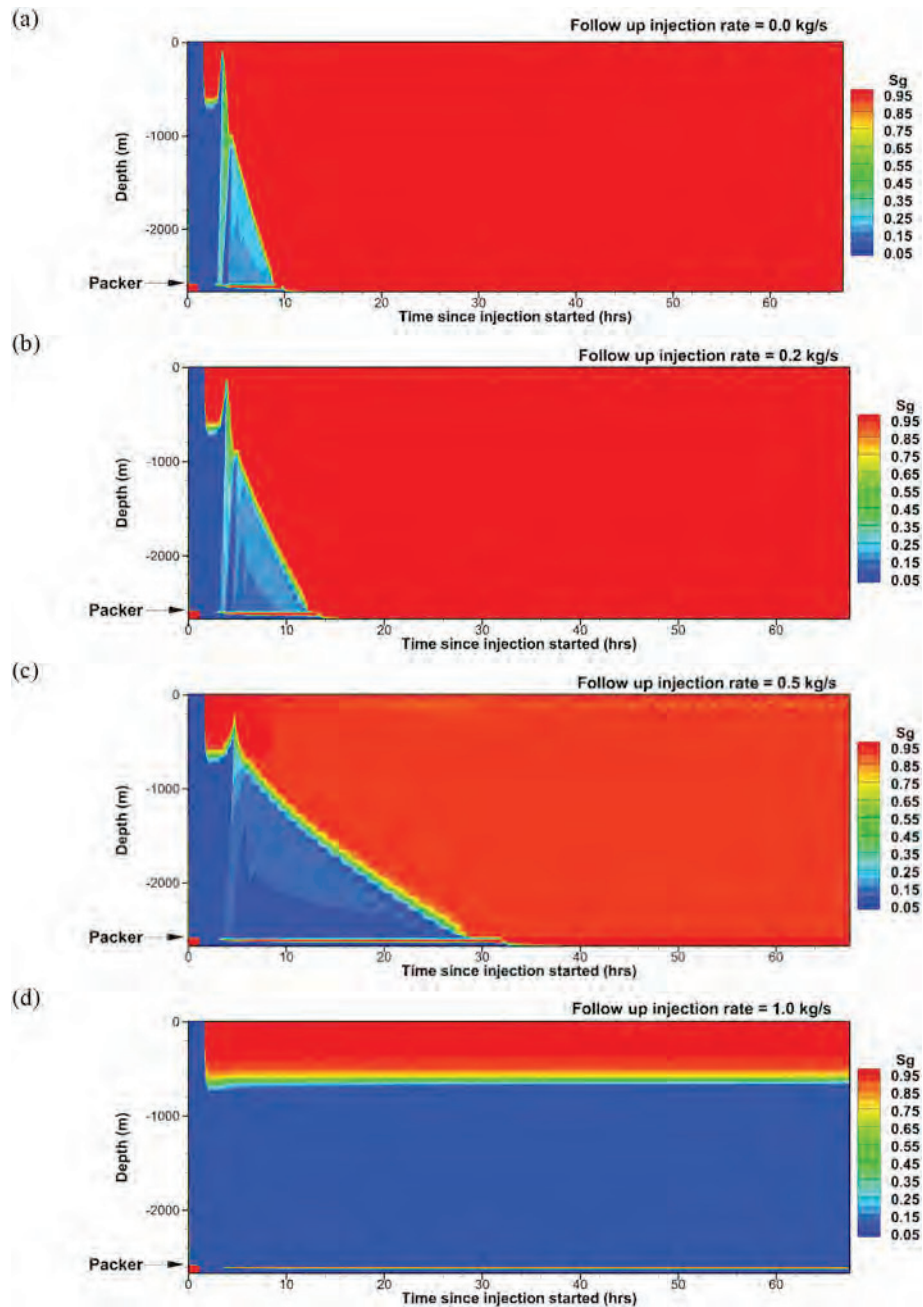 (a)
Follow up injection rate = 0.0 kg/s
0
-1000
-2000
Depth (m)
Packer
0 10 20 30 40 50 60
Time since injection started (hrs)
Sg
0.95
0.85
0.75
0.65
0.55
0.45
0.35
0.25
0.15
0.05
(b)
Follow up injection rate = 0.2 kg/s
0
-1000
-2000
Depth (m)
Packer
0 10 20 30 40 50 60
Time since injection started (hrs)
Sg
0.95
0.85
0.75
0.65
0.55
0.45
0.35
0.25
0.15
0.05
(c)
Follow up injection rate = 0.5 kg/s
0
-1000
-2000
Depth (m)
Packer
0 10 20 30 40 50 60
Time since injection started (hrs)
Sg
0.95
0.85
0.75
0.65
0.55
0.45
0.35
0.25
0.15
0.05
(d)
Follow up injection rate = 1.0 kg/s
0
-1000
-2000
Depth (m)
Packer
0 10 20 30 40 50 60
Time since injection started (hrs)
Sg
0.95
0.85
0.75
0.65
0.55
0.45
0.35
0.25
0.15
0.05